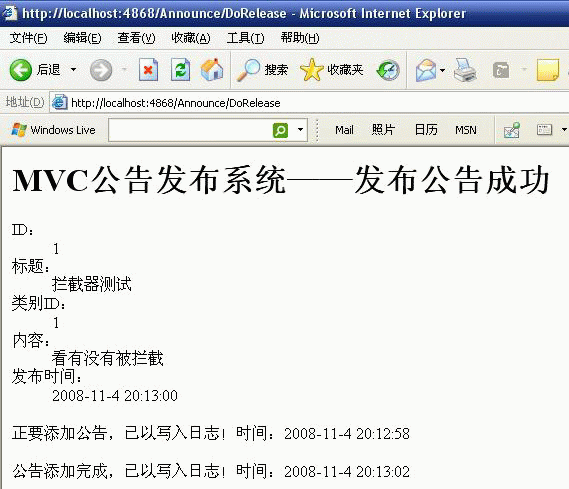 http://localhost:4868/Announce/DoRelease - Microsoft Internet Explorer
文件(F) 编辑(E) 查看(V) 收藏(A) 工具(T) 帮助(H)
后退 搜索 收藏夹
地址(D) http://localhost:4868/Announce/DoRelease
Windows Live Mail 照片 日历 MSN
MVC公告发布系统——发布公告成功
ID：
1
标题：
拦截器测试
类别ID：
1
内容：
看有没有被拦截
发布时间：
2008-11-4 20:13:00
正要添加公告，已以写入日志！时间：2008-11-4 20:12:58
公告添加完成，已以写入日志！时间：2008-11-4 20:13:02